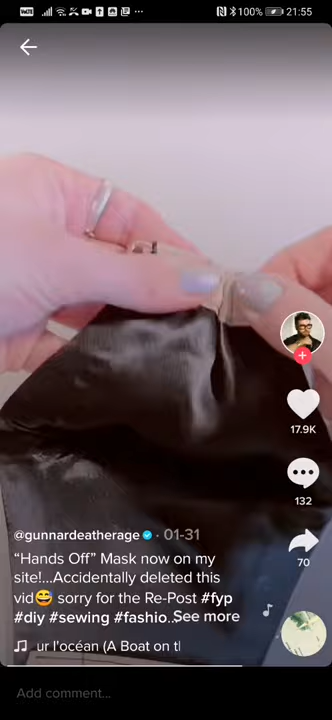 100% 21:55
17.9K
132
70
@gunnardeatherage · 01-31
“Hands Off” Mask now on my
site!...Accidentally deleted this
vid😅 sorry for the Re-Post #fyp
#diy #sewing #fashio... See more
ur l'océan (A Boat on tl
Add comment...